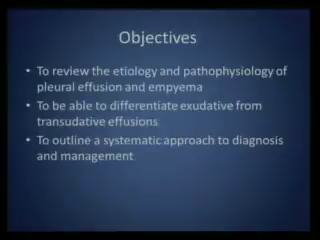 Objectives
• To review the etiology and pathophysiology of
pleural effusion and empyema
• To be able to differentiate exudative from
transudative effusions
• To outline a systematic approach to diagnosis
and management